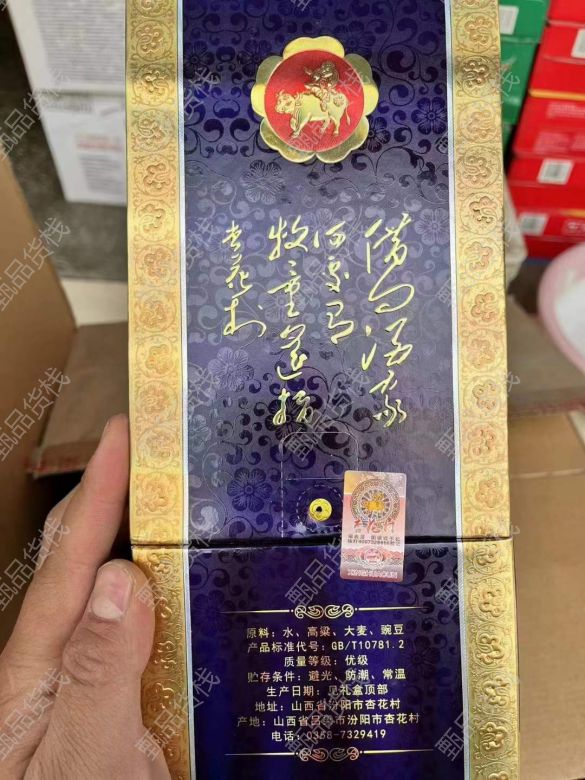 借问酒家
何处有
牧童遥指
杏花村
杏花村
XINGHUACUN
原料：水、高粱、大麦、豌豆
产品标准代号：GB/T10781.2
质量等级：优级
贮存条件：避光、防潮、常温
生产日期：见礼盒顶部
地址：山西省汾阳市杏花村
产地：山西省吕梁市汾阳市杏花村
电话：0358-7329419
甄品货栈